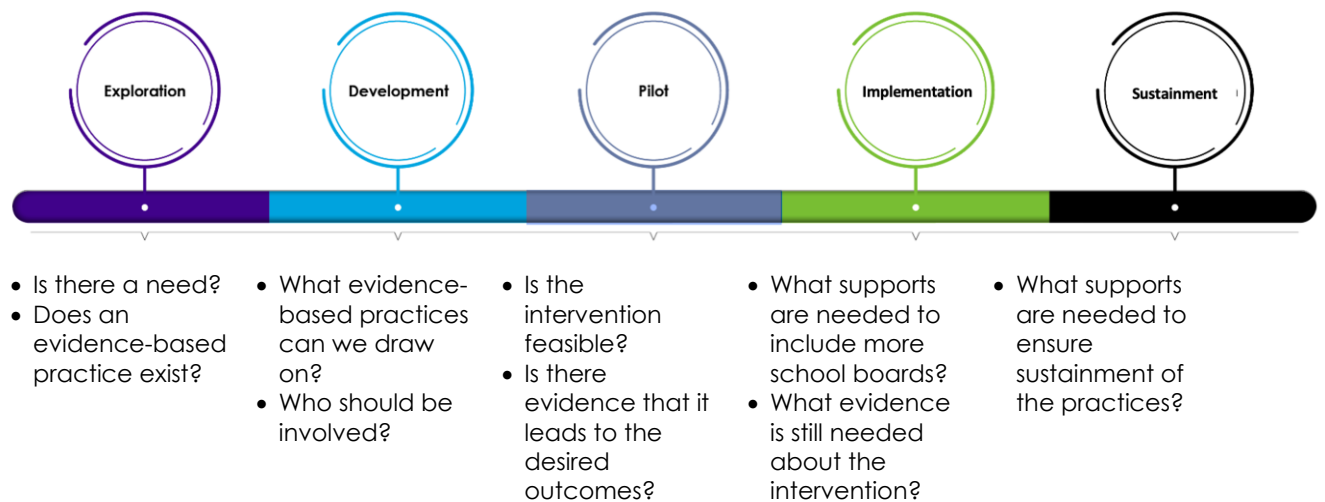 Exploration
Development
Pilot
Implementation
Sustainment
• Is there a need?
• Does an
evidence-based
practice exist?
• What evidence-
based practices
can we draw
on?
• Who should be
involved?
• Is the
intervention
feasible?
• Is there
evidence that it
leads to the
desired
outcomes?
• What supports
are needed to
include more
school boards?
• What evidence
is still needed
about the
intervention?
• What supports
are needed to
ensure
sustainment of
the practices?